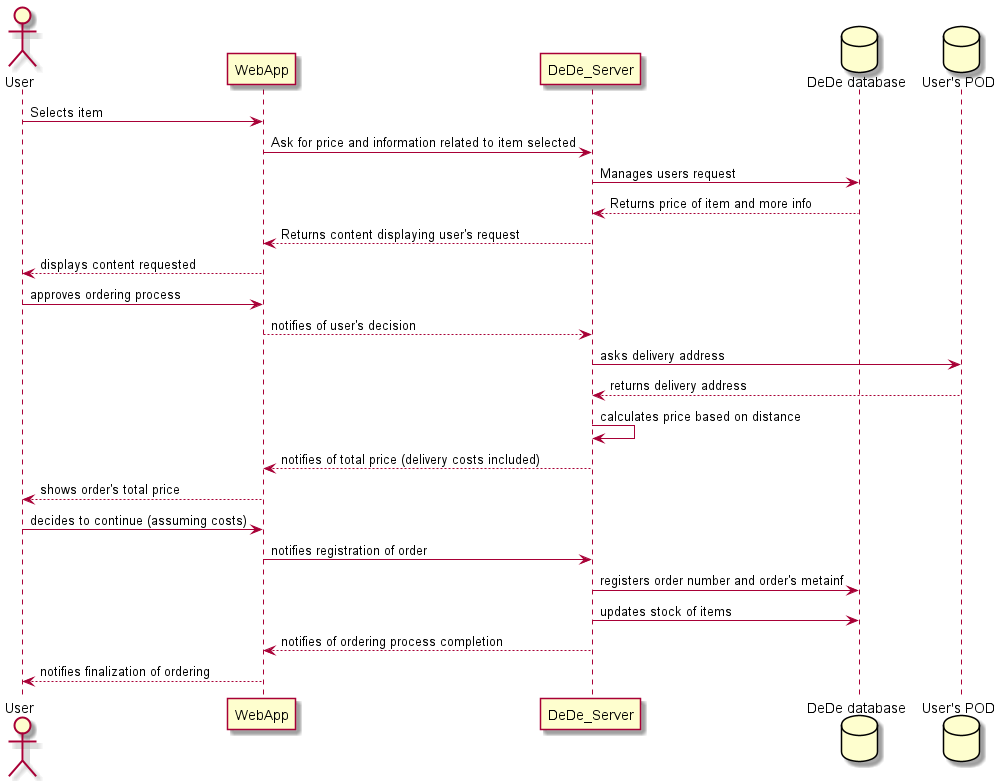 User
WebApp
DeDe_Server
DeDe database
User's POD
Selects item
Ask for price and information related to item selected
Manages users request
Returns price of item and more info
Returns content displaying user's request
displays content requested
approves ordering process
notifies of user's decision
asks delivery address
returns delivery address
calculates price based on distance
notifies of total price (delivery costs included)
shows order's total price
decides to continue (assuming costs)
notifies registration of order
registers order number and order's metainf
updates stock of items
notifies of ordering process completion
notifies finalization of ordering
User
WebApp
DeDe_Server
DeDe database
User's POD